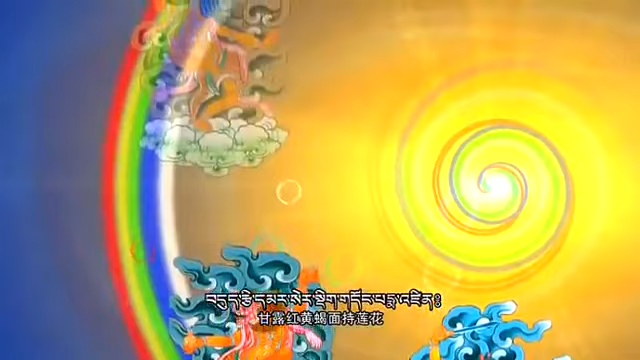 བདུད་རྩི་དམར་སེར་སྡིག་གདོང་པདྨ་འཛིན༔
甘露红黄蝎面持莲花